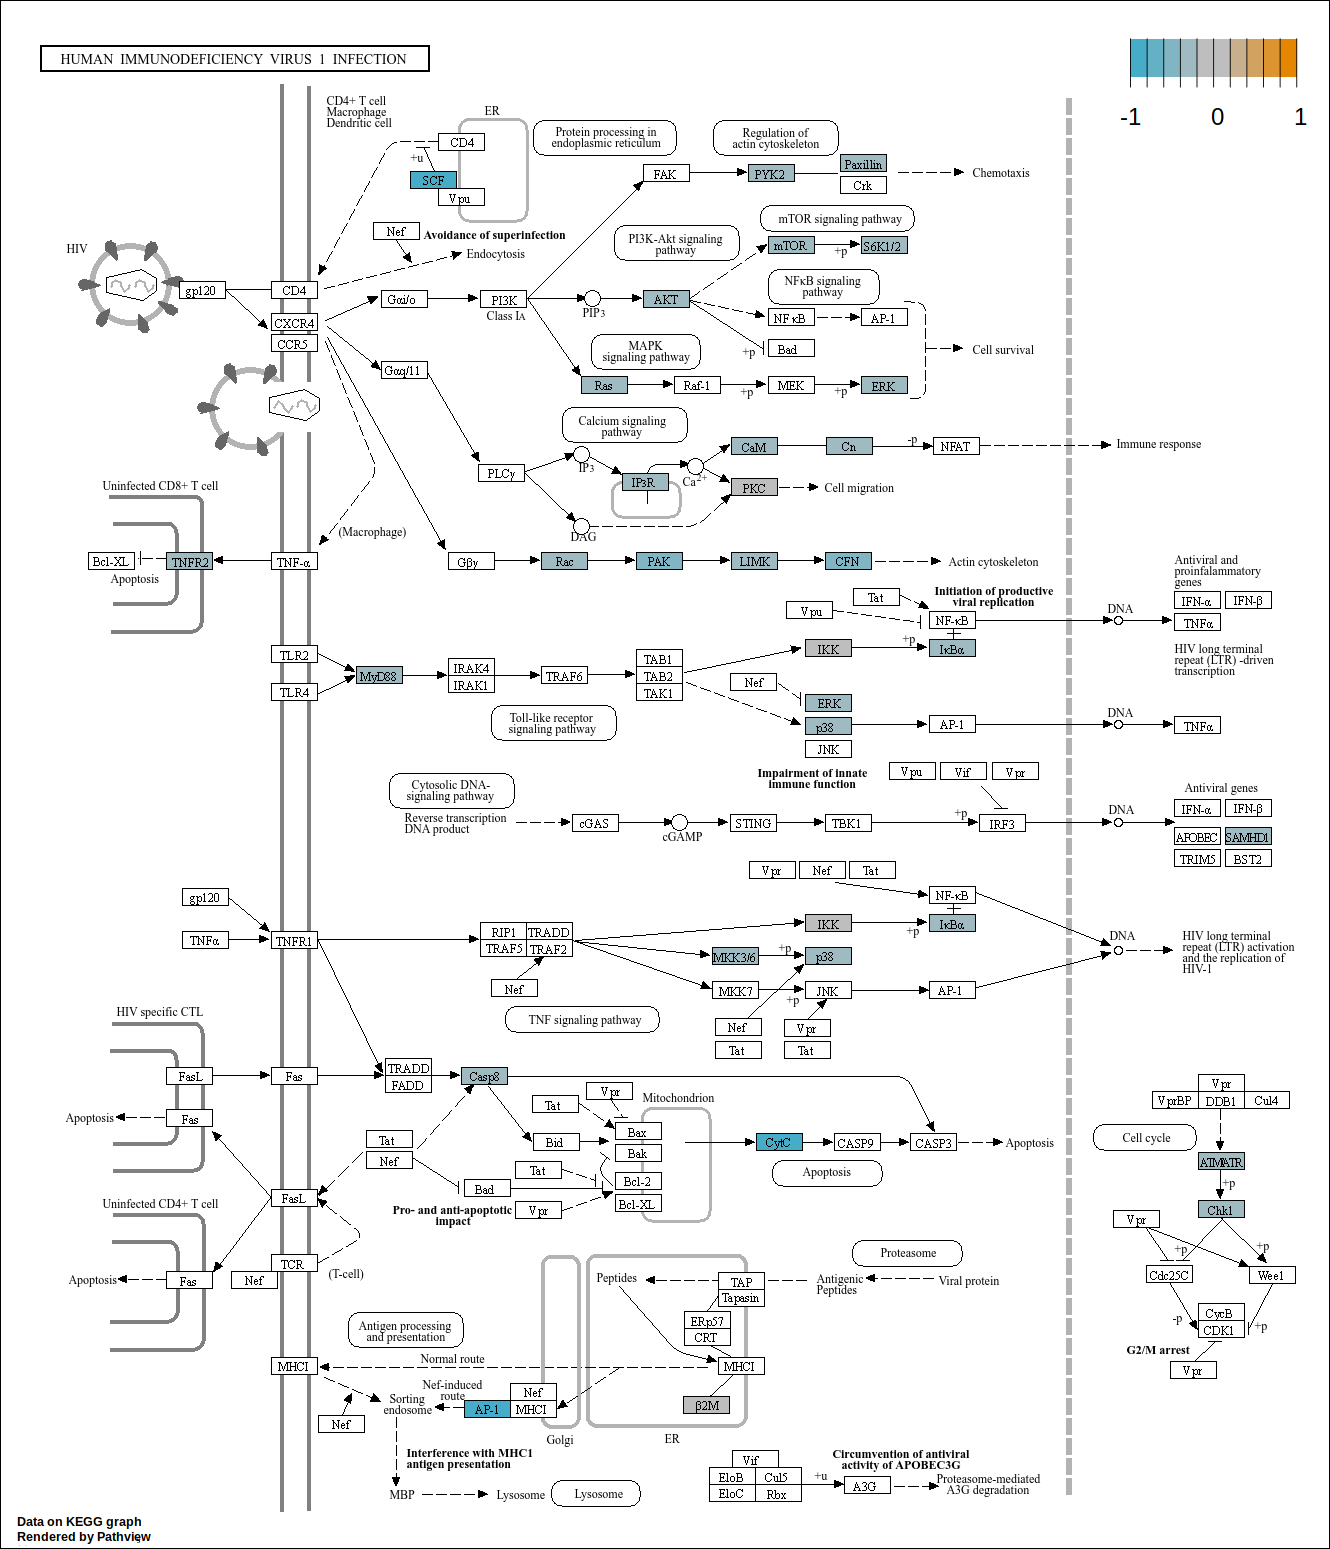 HUMAN IMMUNODEFICIENCY VIRUS 1 INFECTION
-1 0 1
CD4+ T cell
Macrophage
Dendritic cell
ER
CD4
+u
SCF
Vpu
Protein processing in
endoplasmic reticulum
Regulation of
actin cytoskeleton
FAK
PYK2
Paxillin
Crk
Chemotaxis
Nef
Avoidance of superinfection
Endocytosis
PI3K-Akt signaling
pathway
mTOR signaling pathway
mTOR
+p
S6K1/2
NFκB signaling
pathway
HIV
gp120
CD4
CXCR4
CCR5
Gαi/o
PI3K
Class IA
PIP3
AKT
NFκB
AP-1
+p
Bad
Cell survival
MAPK
signaling pathway
Gαq/11
Ras
Raf-1
+p
MEK
+p
ERK
Calcium signaling
pathway
PLCγ
IP3
IP3R
Ca2+
CaM
Cn
-p
NFAT
Immune response
PKC
Cell migration
DAG
Uninfected CD8+ T cell
(Macrophage)
Bcl-XL
TNFR2
TNF-α
Apoptosis
Gβγ
Rac
PAK
LIMK
CFN
Actin cytoskeleton
Initiation of productive
viral replication
Tat
Vpu
NF-κB
+p
IKK
IκBα
DNA
Antiviral and
proinfalammatory
genes
IFN-α
IFN-β
TNFα
HIV long terminal
repeat (LTR) -driven
transcription
TLR2
TLR4
MyD88
IRAK4
IRAK1
TRAF6
TAB1
TAB2
TAK1
Nef
ERK
p38
JNK
AP-1
DNA
TNFα
Toll-like receptor
signaling pathway
Impairment of innate
immune function
Vpu
Vif
Vpr
Cytosolic DNA-
signaling pathway
Reverse transcription
DNA product
cGAS
cGAMP
STING
TBK1
+p
IRF3
DNA
Antiviral genes
IFN-α
IFN-β
APOBEC
SAMHD1
TRIM5
BST2
Vpr
Nef
Tat
NF-κB
gp120
TNFα
TNFR1
RIP1
TRADD
TRAF5
TRAF2
Nef
IKK
+p
IκBα
MKK3/6
+p
p38
MKK7
+p
JNK
AP-1
Nef
Tat
Vpr
Tat
DNA
HIV long terminal
repeat (LTR) activation
and the replication of
HIV-1
TNF signaling pathway
HIV specific CTL
FasL
Fas
Apoptosis
Fas
TRADD
FADD
Casp8
Tat
Nef
Tat
Vpr
Mitochondrion
Bid
Bax
Bak
Tat
Bcl-2
Bad
Vpr
Bcl-XL
Pro- and anti-apoptotic
impact
CytC
CASP9
CASP3
Apoptosis
Apoptosis
Uninfected CD4+ T cell
FasL
TCR
(T-cell)
Apoptosis
Fas
Nef
Vpr
VprBP
DDB1
Cul4
Cell cycle
ATM/ATR
+p
Chk1
Vpr
+p
+p
Cdc25C
Wee1
CycB
CDK1
-p
+p
G2/M arrest
Vpr
Proteasome
Peptides
TAP
Tapasin
Antigenic
Peptides
Viral protein
ERp57
CRT
MHCI
β2M
Antigen processing
and presentation
MHCI
Normal route
Nef-induced
route
Nef
AP-1
MHCI
Sorting
endosome
Nef
Golgi
ER
Interference with MHC1
antigen presentation
MBP
Lysosome
Lysosome
Vif
EloB
Cul5
EloC
Rbx
+u
Circumvention of antiviral
activity of APOBEC3G
A3G
Proteasome-mediated
A3G degradation
Data on KEGG graph
Rendered by Pathview